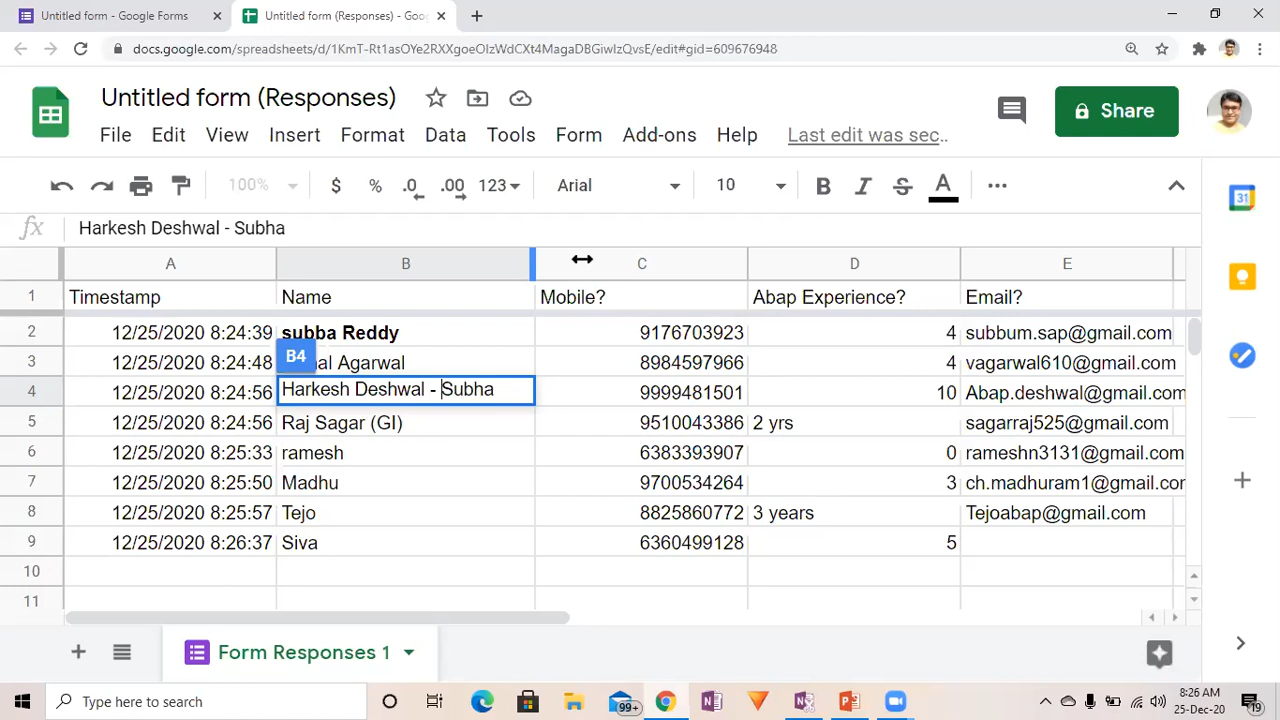 Untitled form - Google Forms
Untitled form (Responses) - Goog
docs.google.com/spreadsheets/d/1KmT-Rt1asOYe2RXXgoeOIzWdCXt4MagaDBGiwIzQvsE/edit#gid=609676948
Untitled form (Responses)
File Edit View Insert Format Data Tools Form Add-ons Help Last edit was sec...
Share
100% $ % .0 .00 123 Arial 10 B I S A
fx Harkesh Deshwal - Subha
A B C D E
1 Timestamp Name Mobile? Abap Experience? Email?
2 12/25/2020 8:24:39 subba Reddy 9176703923 4 subbum.sap@gmail.com
B4
3 12/25/2020 8:24:48 al Agarwal 8984597966 4 vagarwal610@gmail.com
4 12/25/2020 8:24:56 Harkesh Deshwal - Subha 9999481501 10 Abap.deshwal@gmail.com
5 12/25/2020 8:24:56 Raj Sagar (GI) 9510043386 2 yrs sagarraj525@gmail.com
6 12/25/2020 8:25:33 ramesh 6383393907 0 rameshn3131@gmail.com
7 12/25/2020 8:25:50 Madhu 9700534264 3 ch.madhuram1@gmail.com
8 12/25/2020 8:25:57 Tejo 8825860772 3 years Tejoabap@gmail.com
9 12/25/2020 8:26:37 Siva 6360499128 5
10
11
31
Form Responses 1
Type here to search
99+
8:26 AM
25-Dec-20
19